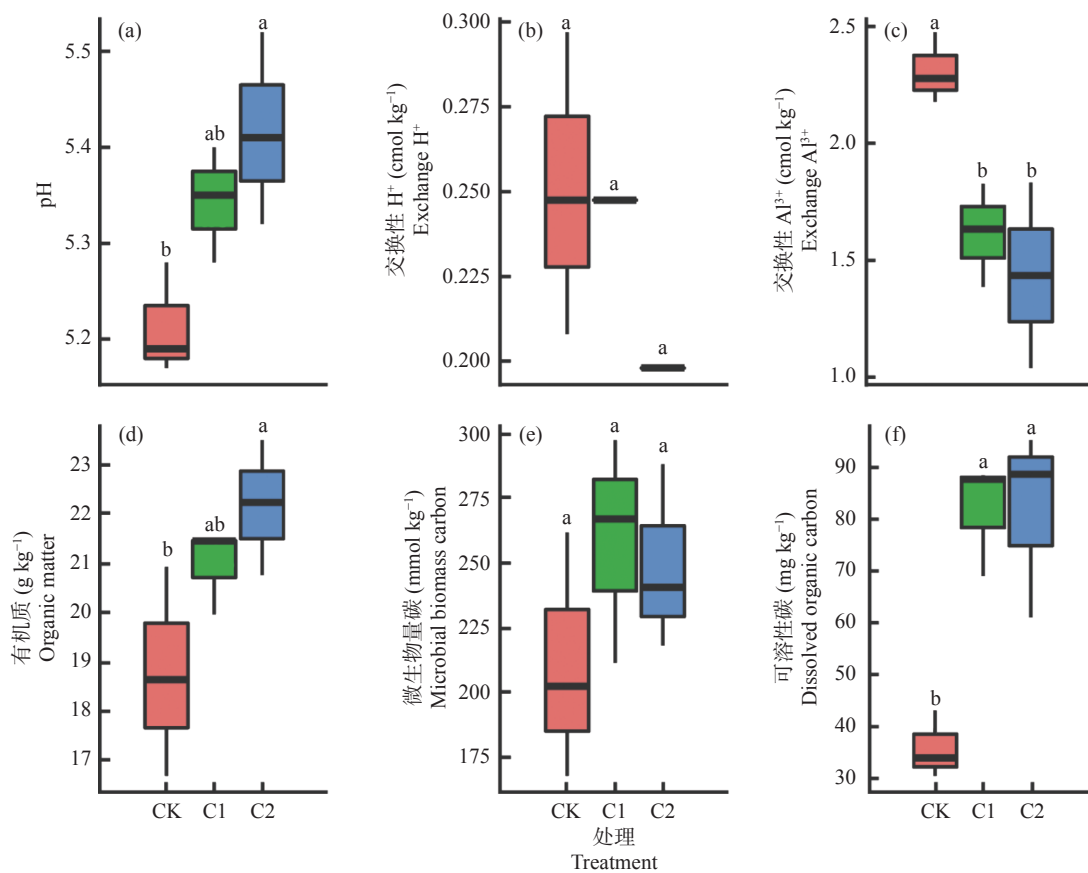 (a)
a
ab
b
5.5
5.4
5.3
5.2
pH
(b)
a
a
a
0.300
0.275
0.250
0.225
0.200
交换性 H⁺ (cmol kg⁻¹)
Exchange H⁺
(c)
a
b
b
2.5
2.0
1.5
1.0
交换性 Al³⁺ (cmol kg⁻¹)
Exchange Al³⁺
(d)
a
ab
b
23
22
21
20
19
18
17
有机质 (g kg⁻¹)
Organic matter
CK
C1
C2
(e)
a
a
a
300
275
250
225
200
175
微生物量碳 (mmol kg⁻¹)
Microbial biomass carbon
CK
C1
C2
(f)
a
a
b
90
80
70
60
50
40
30
可溶性碳 (mg kg⁻¹)
Dissolved organic carbon
CK
C1
C2
处理
Treatment